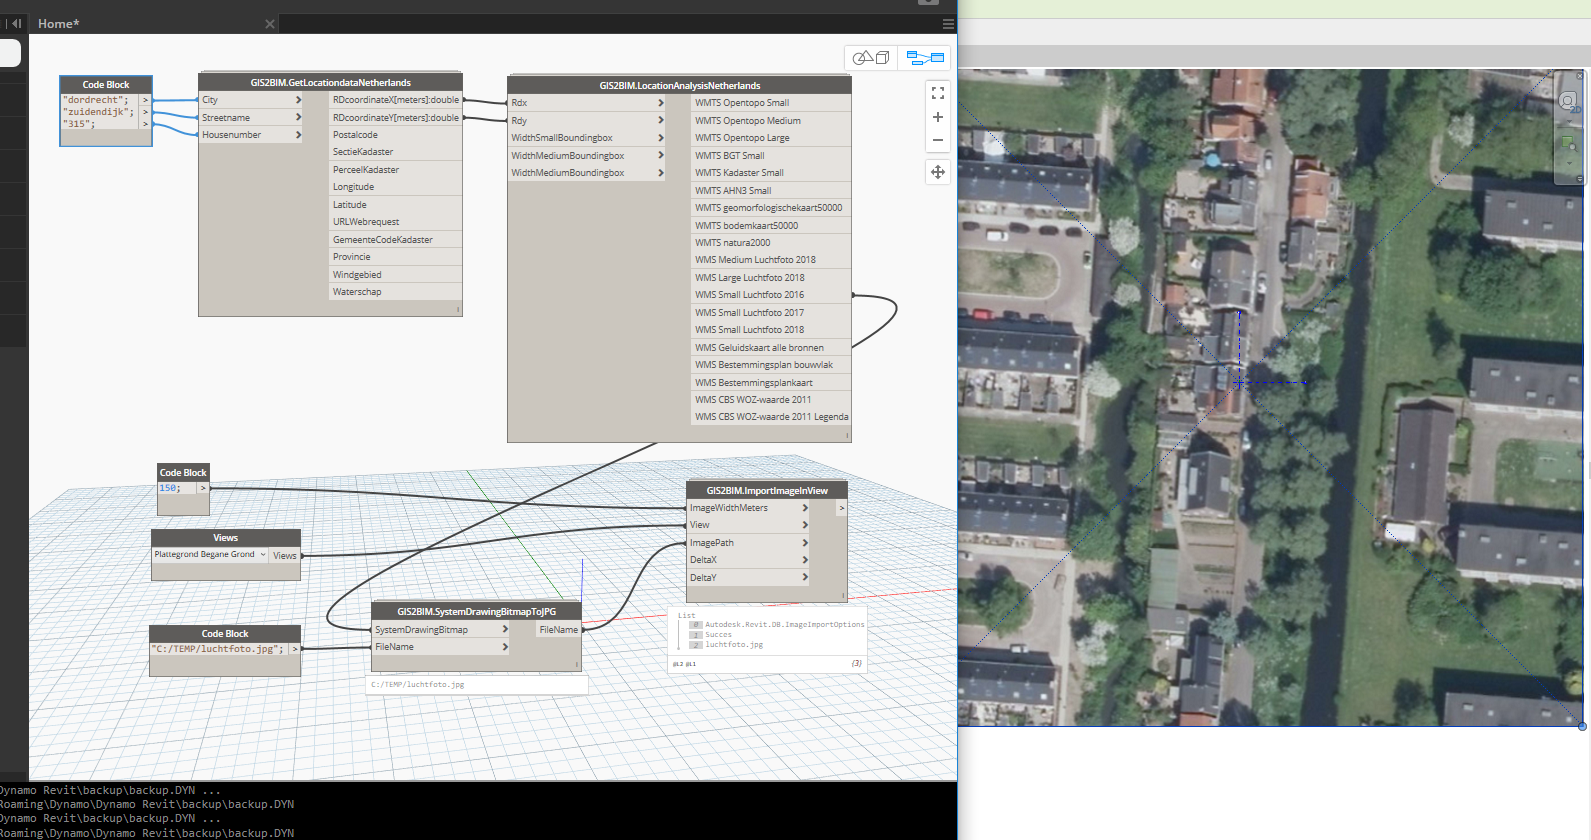 Home*
Code Block
"dordrecht"; >
"zuidendijk"; >
"315"; >
GIS2BIM.GetLocationdataNetherlands
City > RDcoordinateX[meters]:double
Streetname > RDcoordinateY[meters]:double
Housenumber > Postalcode
SectieKadaster
PerceelKadaster
Longitude
Latitude
URLWebrequest
GemeenteCodeKadaster
Provincie
Windgebied
Waterschap
GIS2BIM.LocationAnalysisNetherlands
Rdx > WMTS Opentopo Small
Rdy > WMTS Opentopo Medium
WidthSmallBoundingbox > WMTS Opentopo Large
WidthMediumBoundingbox > WMTS BGT Small
WidthMediumBoundingbox > WMTS Kadaster Small
WMTS AHN3 Small
WMTS geomorfologischekaart50000
WMTS bodemkaart50000
WMTS natura2000
WMS Medium Luchtfoto 2018
WMS Large Luchtfoto 2018
WMS Small Luchtfoto 2016
WMS Small Luchtfoto 2017
WMS Small Luchtfoto 2018
WMS Geluidskaart alle bronnen
WMS Bestemmingsplan bouwvlak
WMS Bestemmingsplankaart
WMS CBS WOZ-waarde 2011
WMS CBS WOZ-waarde 2011 Legenda
Code Block
150; >
Views
Plattegrond Begane Grond Views
Code Block
"C:/TEMP/luchtfoto.jpg"; >
GIS2BIM.SystemDrawingBitmapToJPG
SystemDrawingBitmap > FileName
FileName >
C:/TEMP/luchtfoto.jpg
GIS2BIM.ImportImageInView
ImageWidthMeters > >
View >
ImagePath >
DeltaX >
DeltaY >
List
0 Autodesk.Revit.DB.ImageImportOptions
1 Succes
2 luchtfoto.jpg
@L2 @L1 {3}
2D
Dynamo Revit\backup\backup.DYN ...
Roaming\Dynamo\Dynamo Revit\backup\backup.DYN
Dynamo Revit\backup\backup.DYN ...
Roaming\Dynamo\Dynamo Revit\backup\backup.DYN